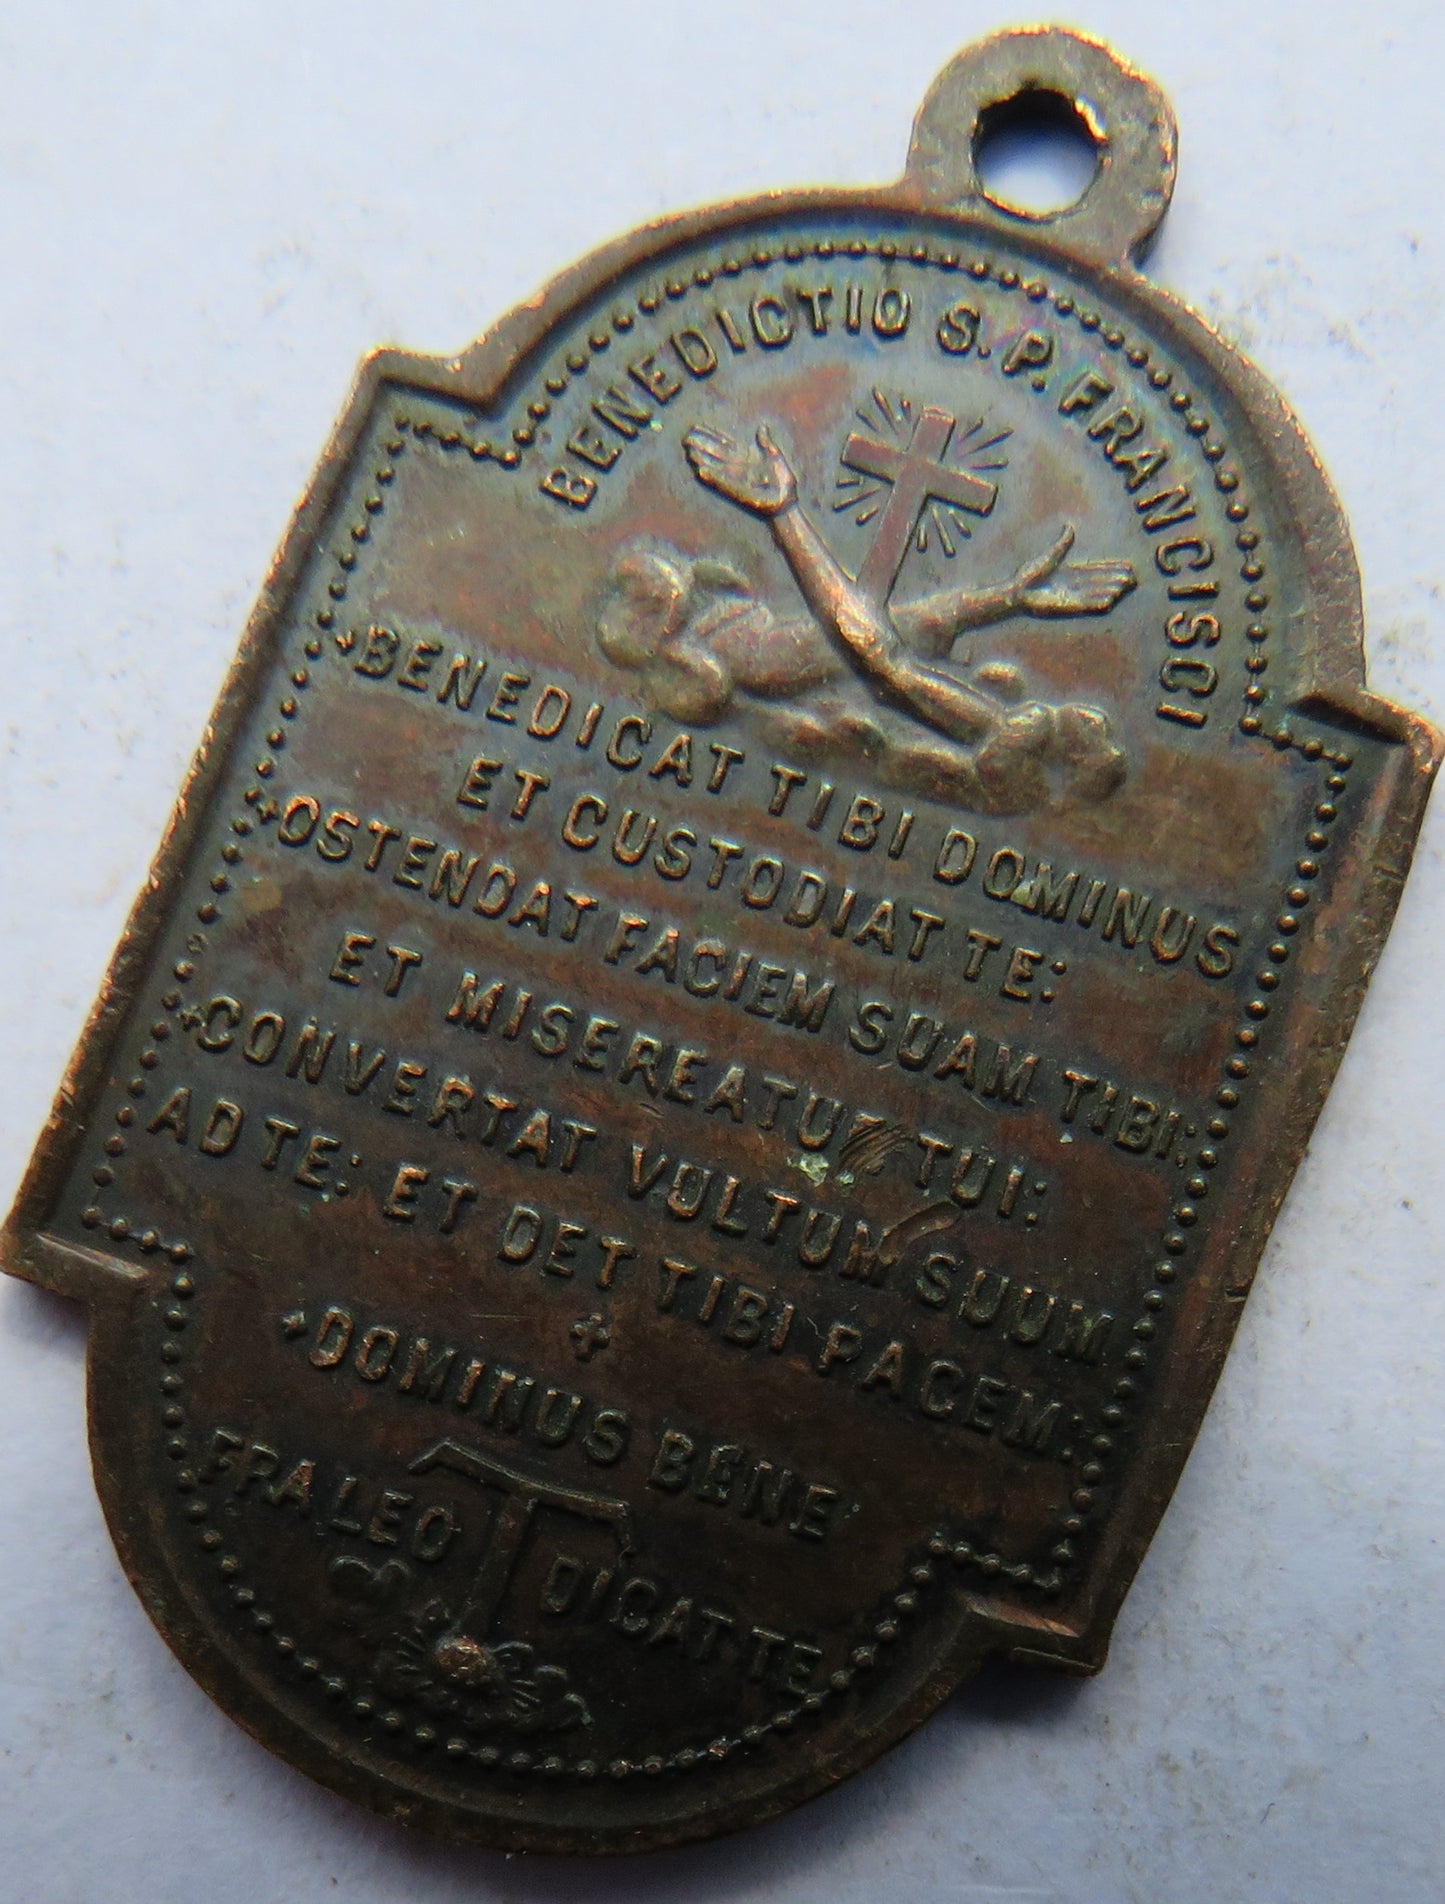 BENEDICTIO S. P. FRANCISCI
+BENEDICAT TIBI DOMINUS
ET CUSTODIAT TE:
+OSTENDAT FACIEM SUAM TIBI:
ET MISEREATUR TUI:
+CONVERTAT VULTUM SUUM
AD TE: ET DET TIBI PACEM:
+
+DOMINUS BENE
FRA LEO T DICAT TE